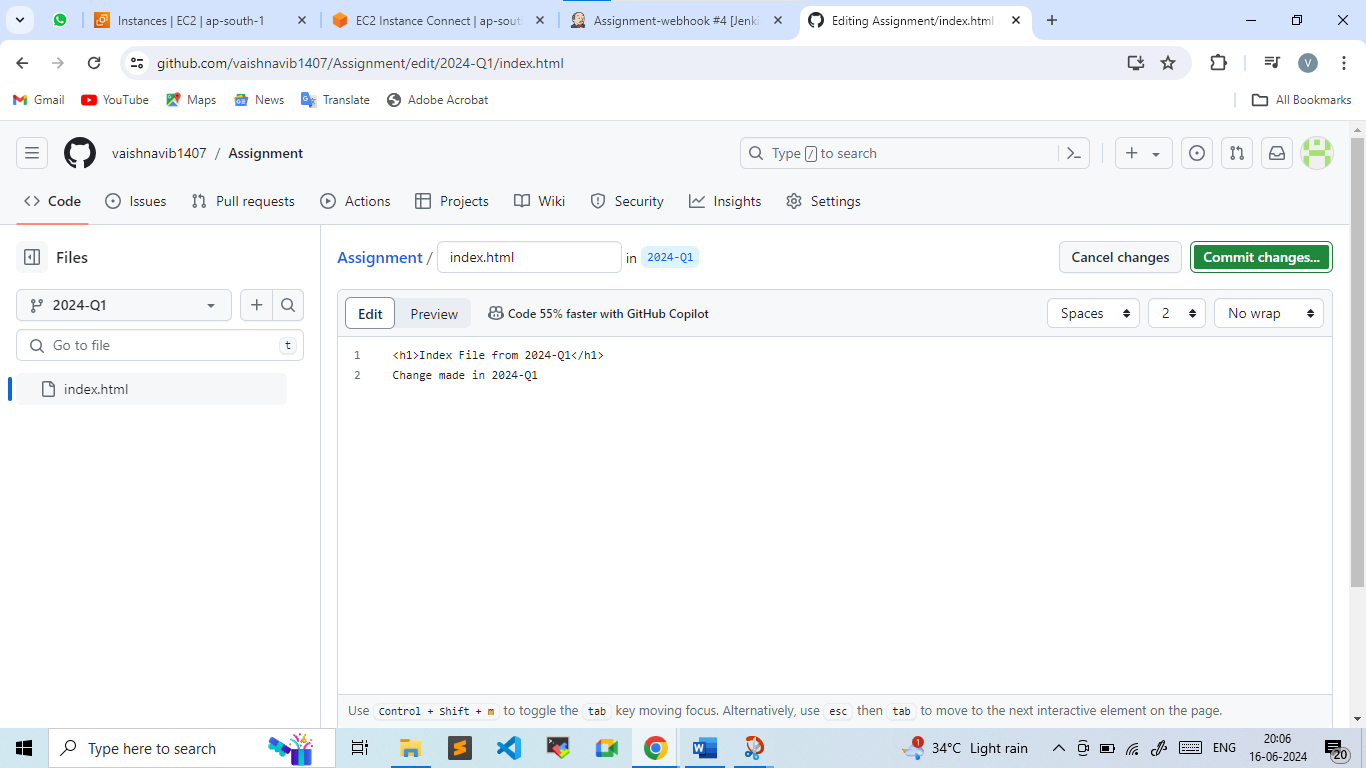 Instances | EC2 | ap-south-1
EC2 Instance Connect | ap-sout
Assignment-webhook #4 [Jenki
Editing Assignment/index.html
github.com/vaishnavib1407/Assignment/edit/2024-Q1/index.html
V
Gmail
YouTube
Maps
News
Translate
Adobe Acrobat
All Bookmarks
vaishnavib1407 / Assignment
Type / to search
Code
Issues
Pull requests
Actions
Projects
Wiki
Security
Insights
Settings
Files
Assignment / index.html in 2024-Q1
Cancel changes
Commit changes...
2024-Q1
Edit
Preview
Code 55% faster with GitHub Copilot
Spaces
2
No wrap
Go to file
t
index.html
1 <h1>Index File from 2024-Q1</h1>
2 Change made in 2024-Q1
Use Control + Shift + m to toggle the tab key moving focus. Alternatively, use esc then tab to move to the next interactive element on the page.
Type here to search
1
34°C Light rain
ENG
20:06
16-06-2024
20